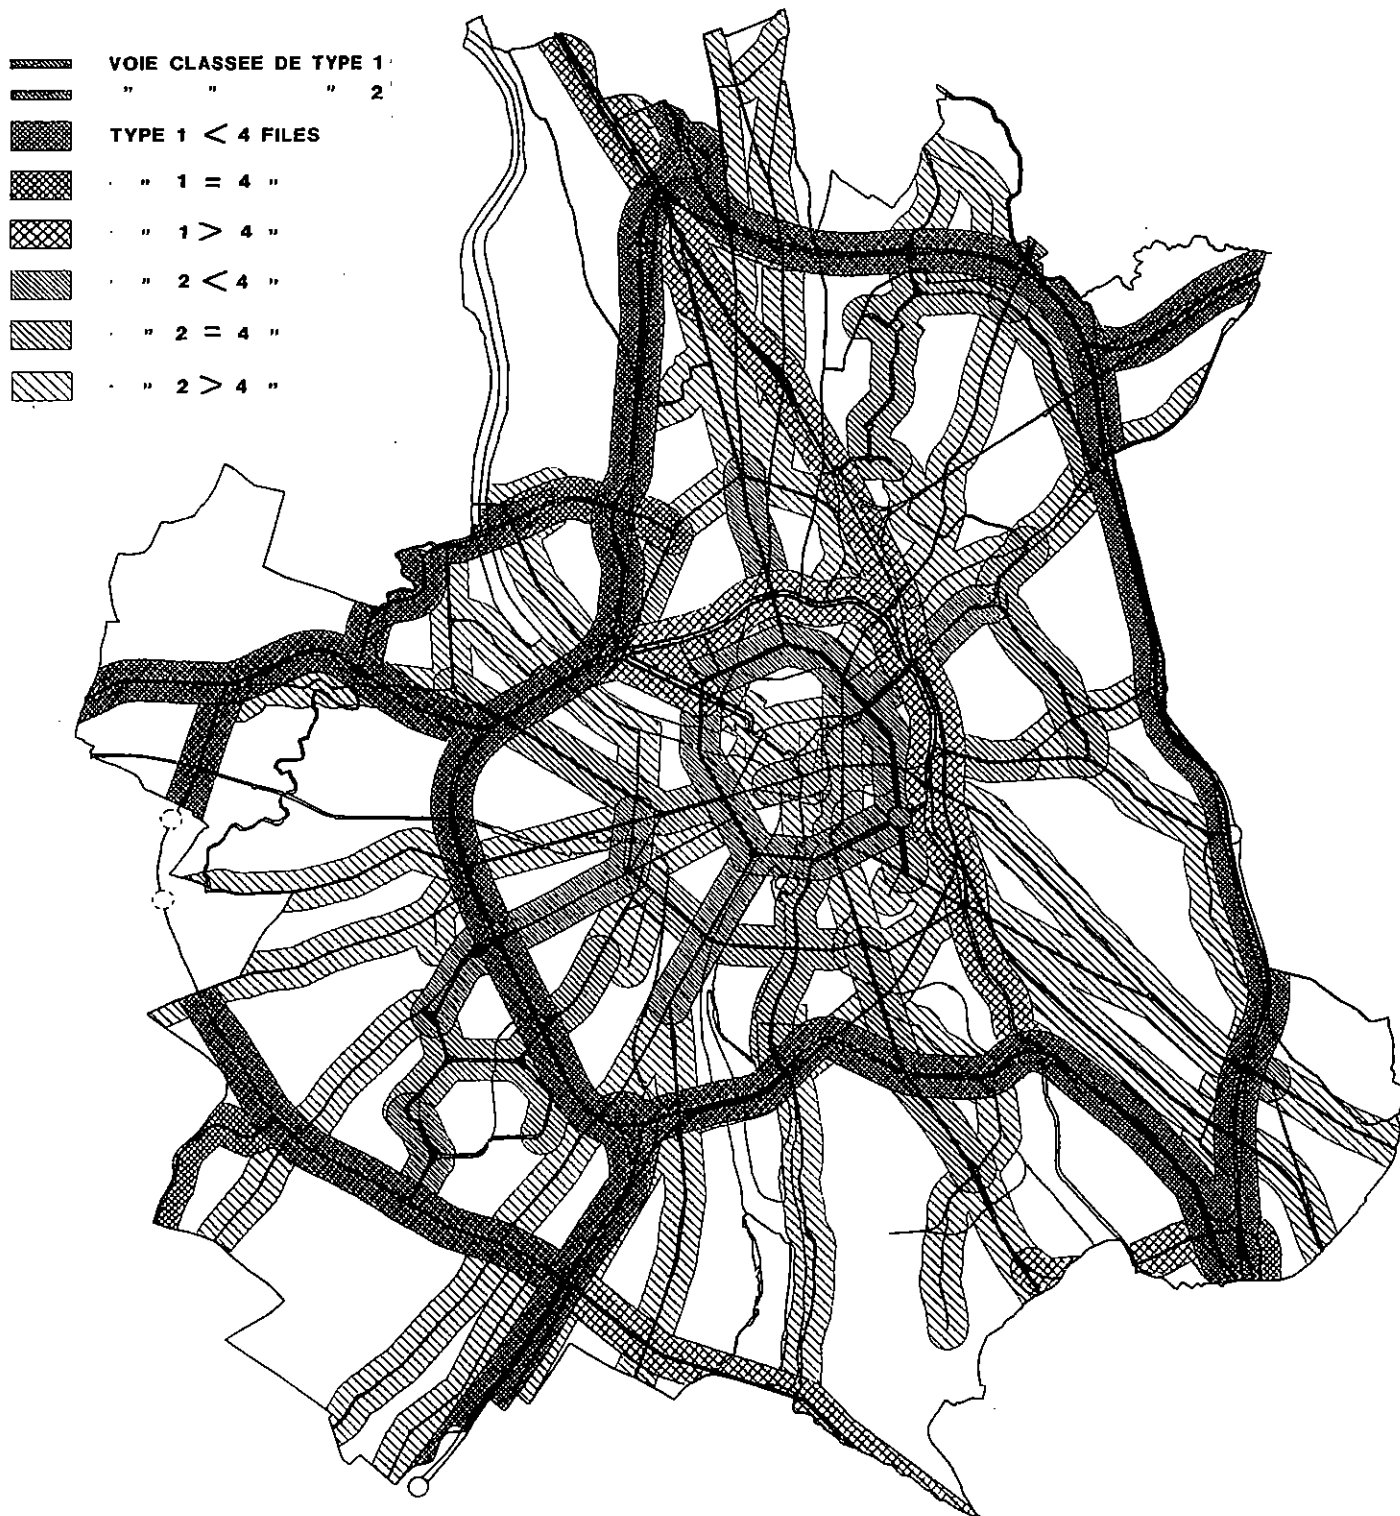 VOIE CLASSEE DE TYPE 1
" " " 2
TYPE 1 < 4 FILES
" 1 = 4 "
" 1 > 4 "
" 2 < 4 "
" 2 = 4 "
" 2 > 4 "